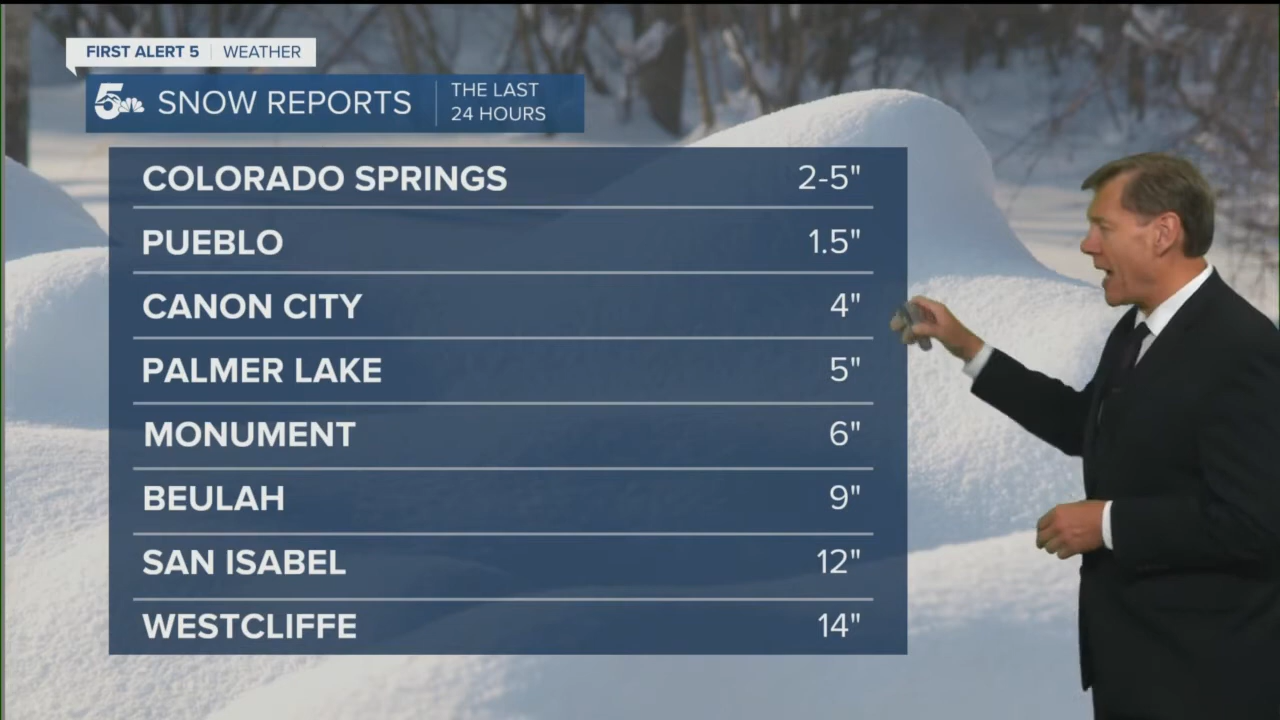 FIRST ALERT 5 | WEATHER
5 SNOW REPORTS | THE LAST
24 HOURS
COLORADO SPRINGS 2-5"
PUEBLO 1.5"
CANON CITY 4"
PALMER LAKE 5"
MONUMENT 6"
BEULAH 9"
SAN ISABEL 12"
WESTCLIFFE 14"